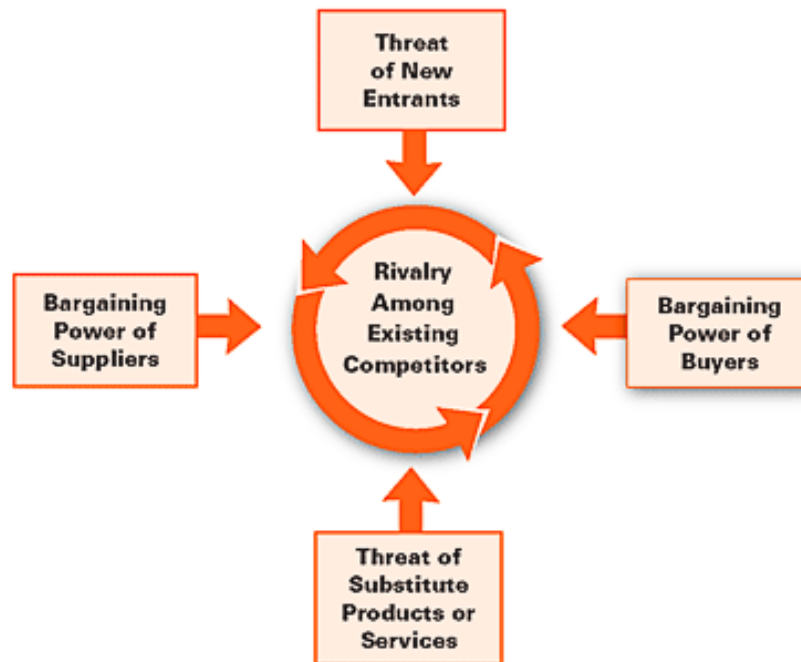 Threat
of New
Entrants
Bargaining
Power of
Suppliers
Rivalry
Among
Existing
Competitors
Bargaining
Power of
Buyers
Threat of
Substitute
Products or
Services